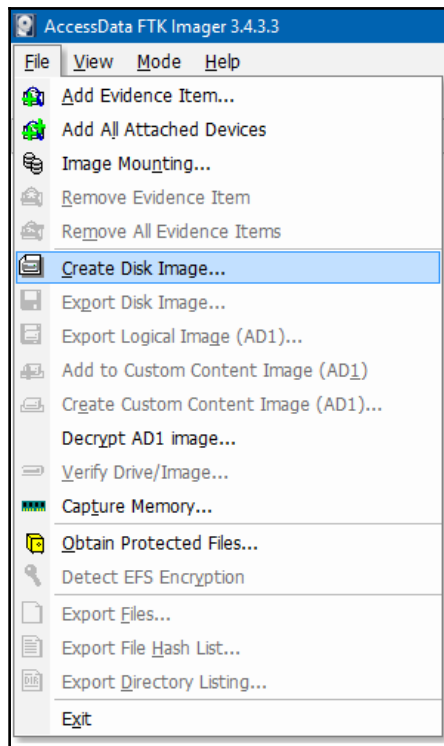 AccessData FTK Imager 3.4.3.3
File View Mode Help
Add Evidence Item...
Add All Attached Devices
Image Mounting...
Remove Evidence Item
Remove All Evidence Items
Create Disk Image...
Export Disk Image...
Export Logical Image (AD1)...
Add to Custom Content Image (AD1)
Create Custom Content Image (AD1)...
Decrypt AD1 image...
Verify Drive/Image...
Capture Memory...
Obtain Protected Files...
Detect EFS Encryption
Export Files...
Export File Hash List...
DIR Export Directory Listing...
Exit